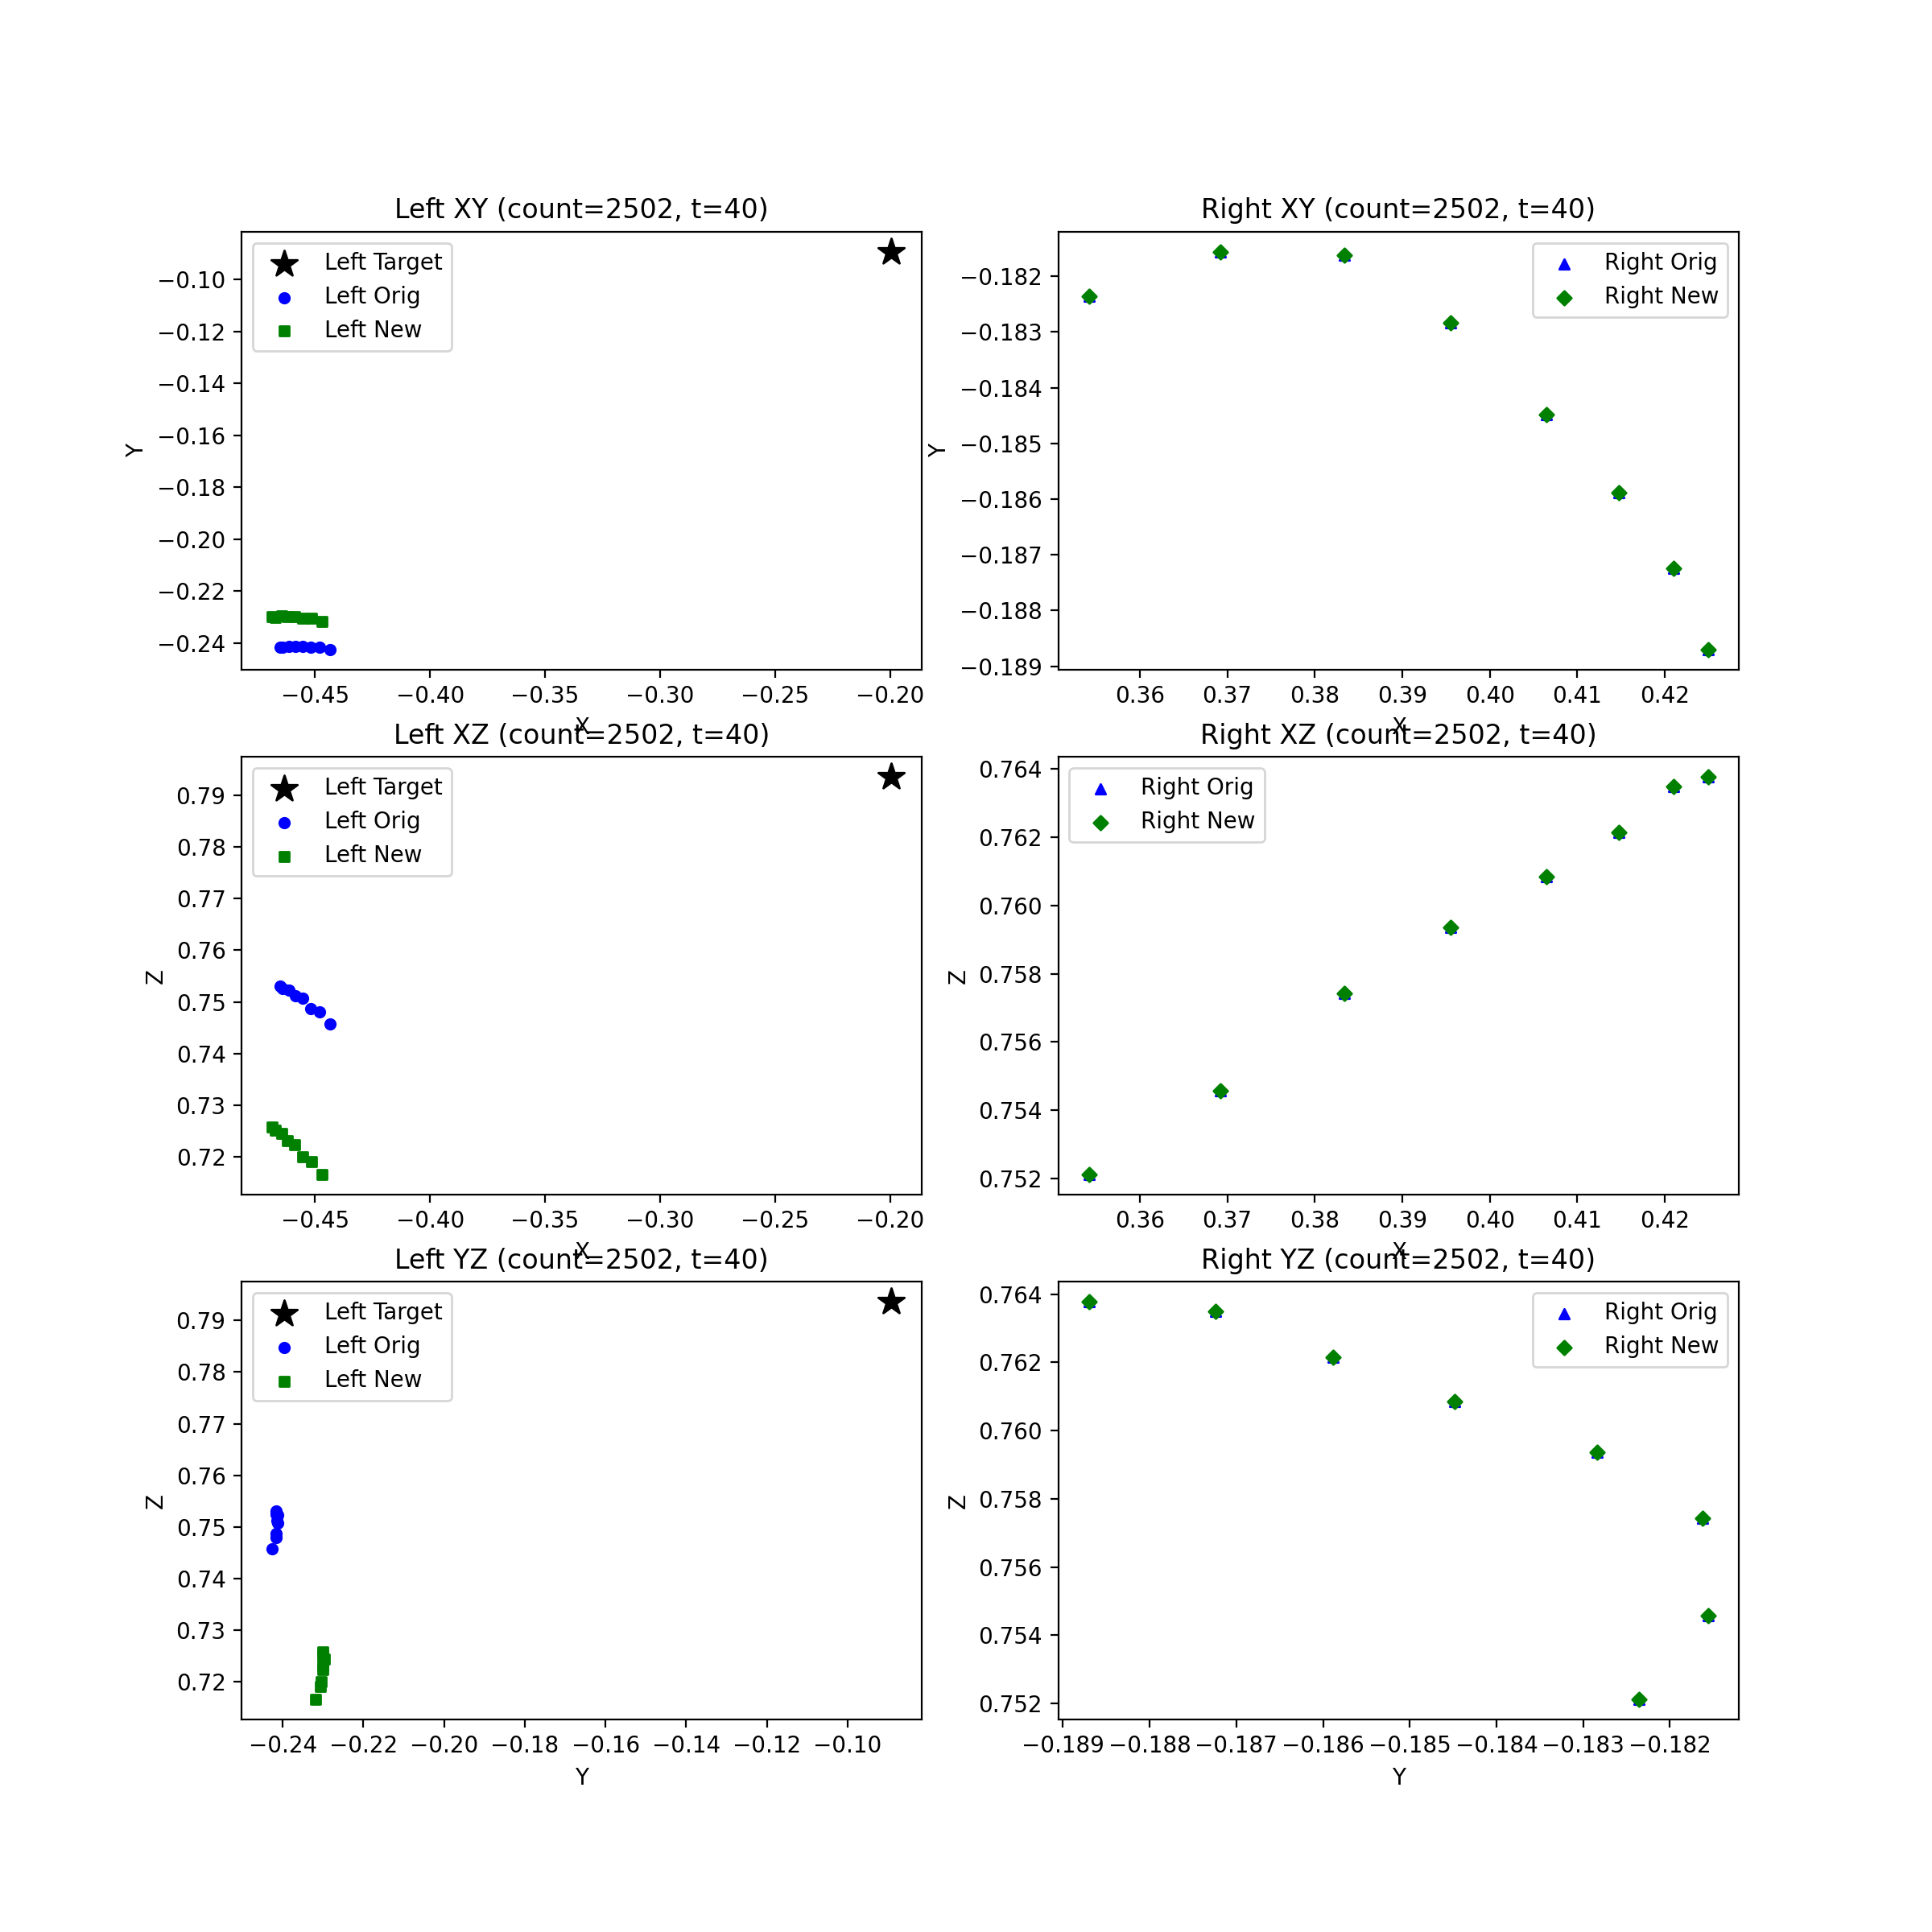 Left XY (count=2502, t=40)
Left Target
Left Orig
Left New
Y
−0.10
−0.12
−0.14
−0.16
−0.18
−0.20
−0.22
−0.24
−0.45 −0.40 −0.35 −0.30 −0.25 −0.20
X
Right XY (count=2502, t=40)
Right Orig
Right New
Y
−0.182
−0.183
−0.184
−0.185
−0.186
−0.187
−0.188
−0.189
0.36 0.37 0.38 0.39 0.40 0.41 0.42
X
Left XZ (count=2502, t=40)
Left Target
Left Orig
Left New
Z
0.79
0.78
0.77
0.76
0.75
0.74
0.73
0.72
−0.45 −0.40 −0.35 −0.30 −0.25 −0.20
X
Right XZ (count=2502, t=40)
Right Orig
Right New
Z
0.764
0.762
0.760
0.758
0.756
0.754
0.752
0.36 0.37 0.38 0.39 0.40 0.41 0.42
X
Left YZ (count=2502, t=40)
Left Target
Left Orig
Left New
Z
0.79
0.78
0.77
0.76
0.75
0.74
0.73
0.72
−0.24 −0.22 −0.20 −0.18 −0.16 −0.14 −0.12 −0.10
Y
Right YZ (count=2502, t=40)
Right Orig
Right New
Z
0.764
0.762
0.760
0.758
0.756
0.754
0.752
−0.189 −0.188 −0.187 −0.186 −0.185 −0.184 −0.183 −0.182
Y